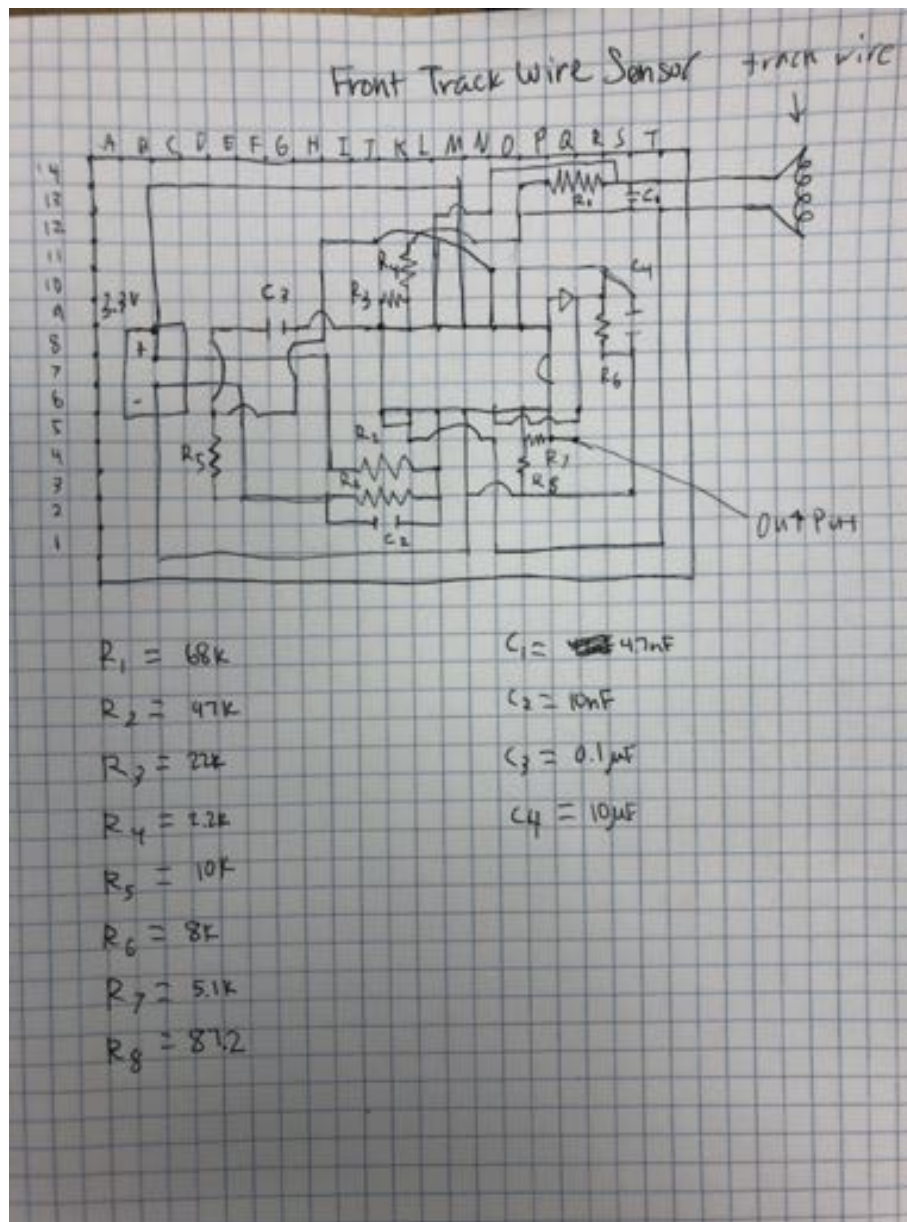 Front Track Wire Sensor
track wire
A B C D E F G H I J K L M N O P Q R S T
14
13
12
11
10
9
8
7
6
5
4
3
2
1
R1
C1
R4
R3
C3
C4
3.3V
+
-
R6
R2
R5
R7
R8
C2
OutPut
R1 = 68k
R2 = 47k
R3 = 22k
R4 = 2.2k
R5 = 10k
R6 = 8k
R7 = 5.1k
R8 = 87.2
C1 = 4.7nF
C2 = 10nF
C3 = 0.1µF
C4 = 10µF